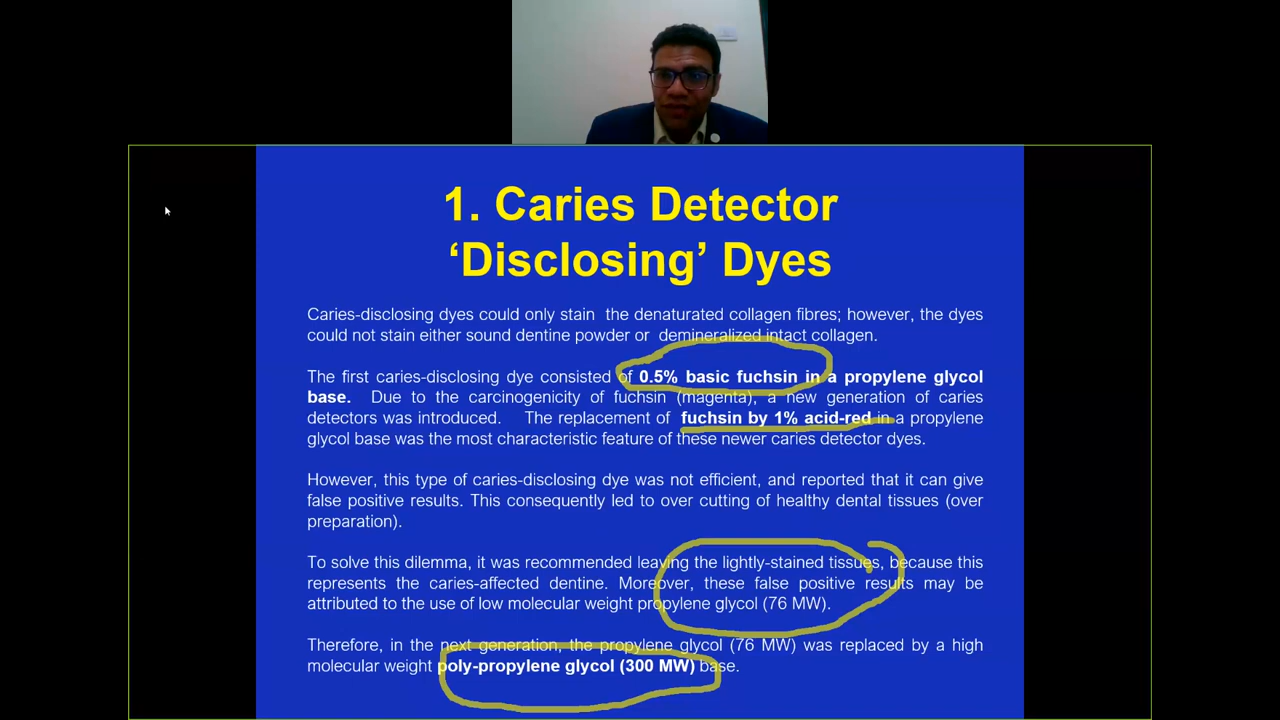 1. Caries Detector
‘Disclosing’ Dyes
Caries-disclosing dyes could only stain the denaturated collagen fibres; however, the dyes
could not stain either sound dentine powder or demineralized intact collagen.
The first caries-disclosing dye consisted of 0.5% basic fuchsin in a propylene glycol
base. Due to the carcinogenicity of fuchsin (magenta), a new generation of caries
detectors was introduced. The replacement of fuchsin by 1% acid-red in a propylene
glycol base was the most characteristic feature of these newer caries detector dyes.
However, this type of caries-disclosing dye was not efficient, and reported that it can give
false positive results. This consequently led to over cutting of healthy dental tissues (over
preparation).
To solve this dilemma, it was recommended leaving the lightly-stained tissues, because this
represents the caries-affected dentine. Moreover, these false positive results may be
attributed to the use of low molecular weight propylene glycol (76 MW).
Therefore, in the next generation, the propylene glycol (76 MW) was replaced by a high
molecular weight poly-propylene glycol (300 MW) base.